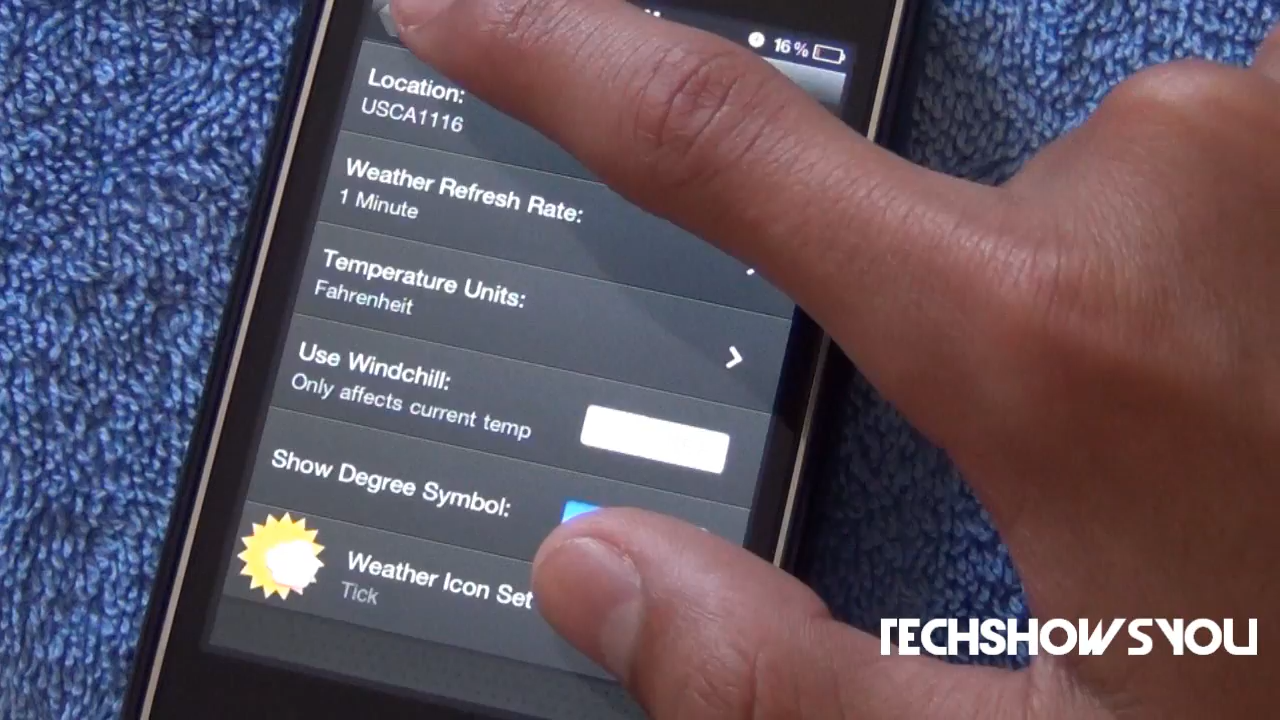 16%
Location:
USCA1116
Weather Refresh Rate:
1 Minute
Temperature Units:
Fahrenheit
Use Windchill:
Only affects current temp
Show Degree Symbol:
Weather Icon Set
Tick
TECHSHOWSYOU